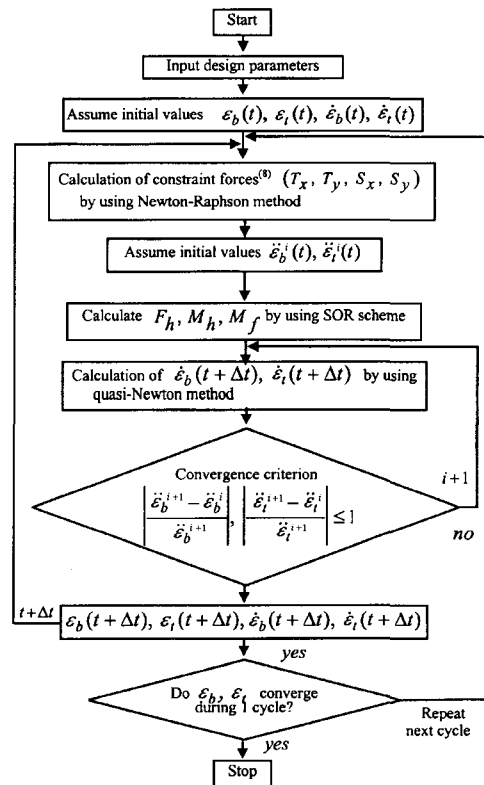 Start
Input design parameters
Assume initial values ε_b(t), ε_t(t), ε̇_b(t), ε̇_t(t)
Calculation of constraint forces⁽⁸⁾ (T_x, T_y, S_x, S_y)
by using Newton-Raphson method
Assume initial values ε̈_b^i(t), ε̈_t^i(t)
Calculate F_h, M_h, M_f by using SOR scheme
Calculation of ε̇_b(t + Δt), ε̇_t(t + Δt) by using
quasi-Newton method
Convergence criterion
|(ε̈_b^{i+1} − ε̈_b^i) / ε̈_b^{i+1}|, |(ε̈_t^{i+1} − ε̈_t^i) / ε̈_t^{i+1}| ≤ 1
i+1
no
t+Δt
ε_b(t + Δt), ε_t(t + Δt), ε̇_b(t + Δt), ε̇_t(t + Δt)
yes
Do ε_b, ε_t converge
during 1 cycle?
Repeat
next cycle
yes
Stop